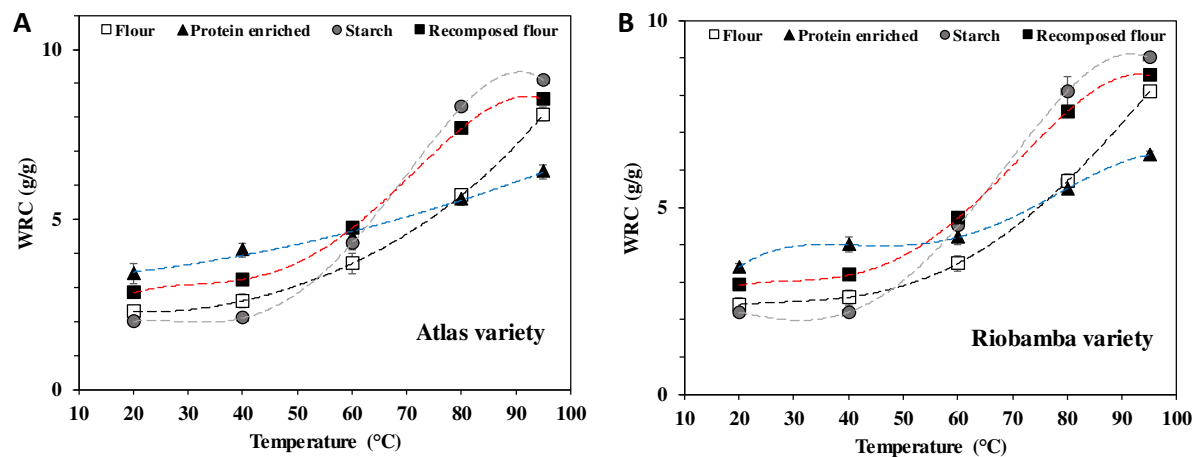 A
Flour Protein enriched Starch Recomposed flour
10
5
0
WRC (g/g)
Atlas variety
10 20 30 40 50 60 70 80 90 100
Temperature (°C)
B
Flour Protein enriched Starch Recomposed flour
10
5
0
WRC (g/g)
Riobamba variety
10 20 30 40 50 60 70 80 90 100
Temperature (°C)